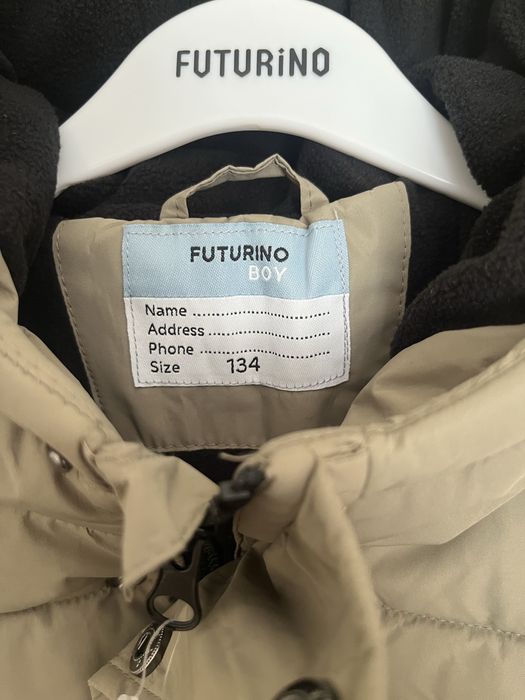 FUTURiNO
FUTURINO
BOY
Name ........................
Address ........................
Phone ........................
Size 134